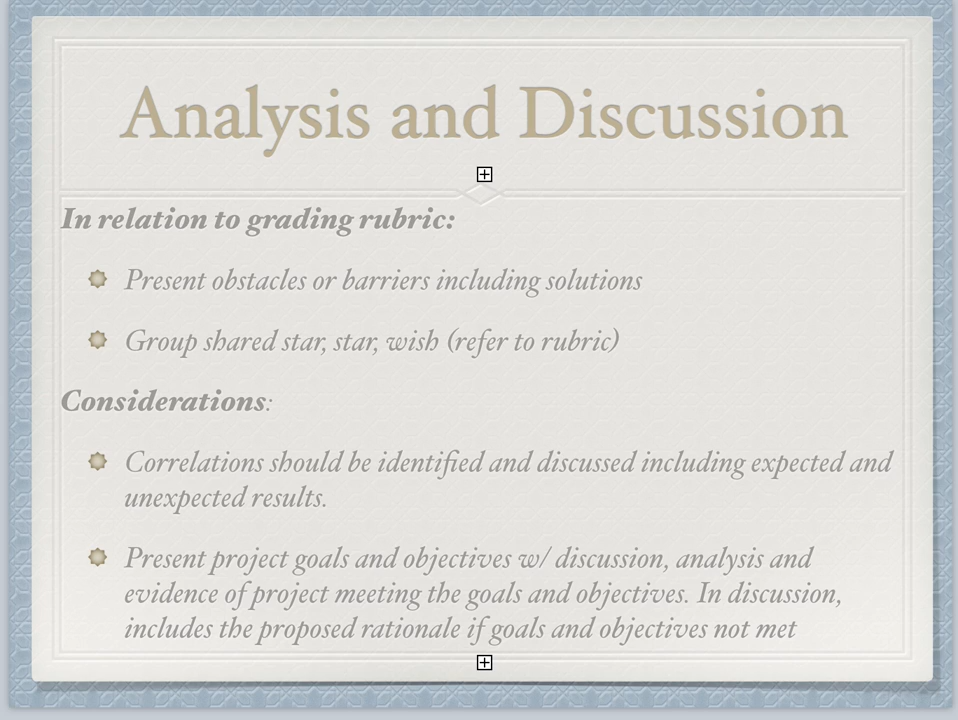 Analysis and Discussion
In relation to grading rubric:
Present obstacles or barriers including solutions
Group shared star, star, wish (refer to rubric)
Considerations:
Correlations should be identified and discussed including expected and
unexpected results.
Present project goals and objectives w/ discussion, analysis and
evidence of project meeting the goals and objectives. In discussion,
includes the proposed rationale if goals and objectives not met